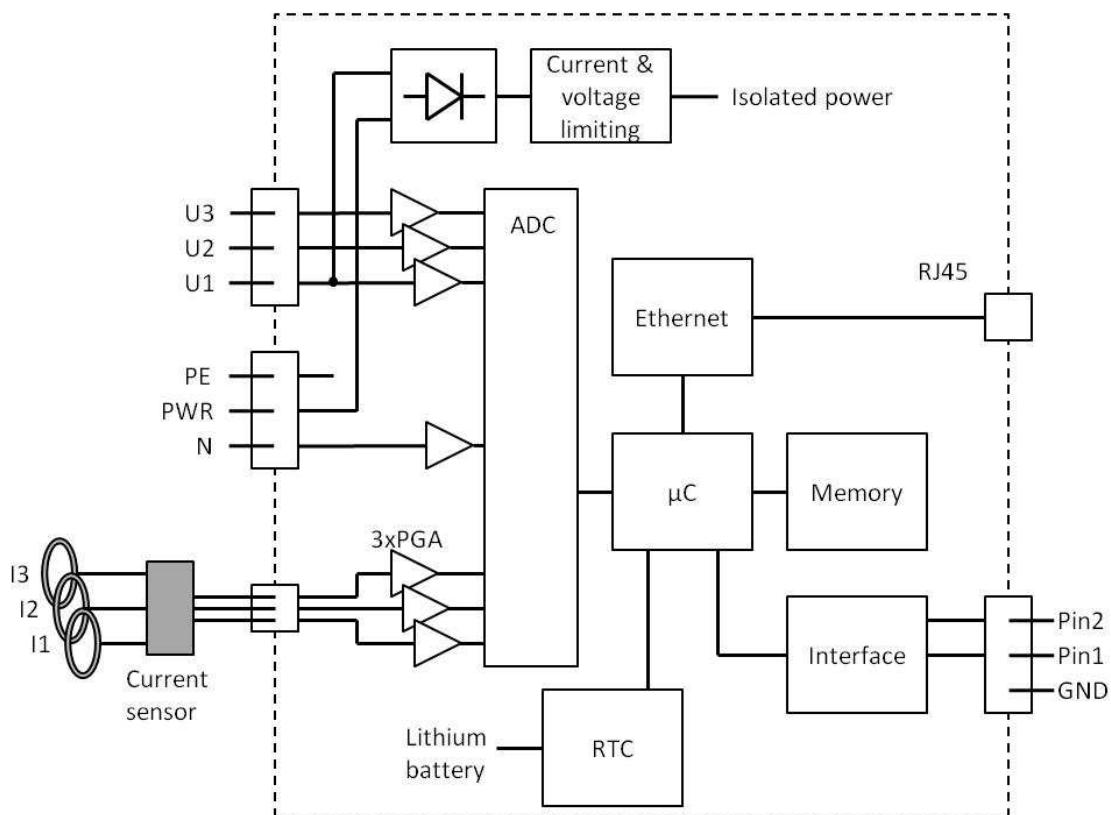 Current &
voltage
limiting
Isolated power
U3
U2
U1
ADC
RJ45
Ethernet
PE
PWR
N
µC
Memory
3xPGA
I3
I2
I1
Current
sensor
Interface
Pin2
Pin1
GND
Lithium
battery
RTC